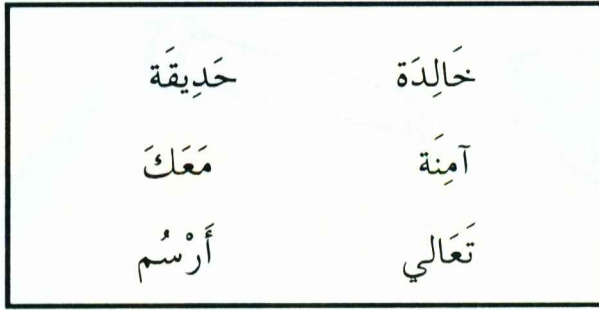 خَالِدَة حَدِيقَة
آمِنَة مَعَكَ
تَعَالي أَرْسُم